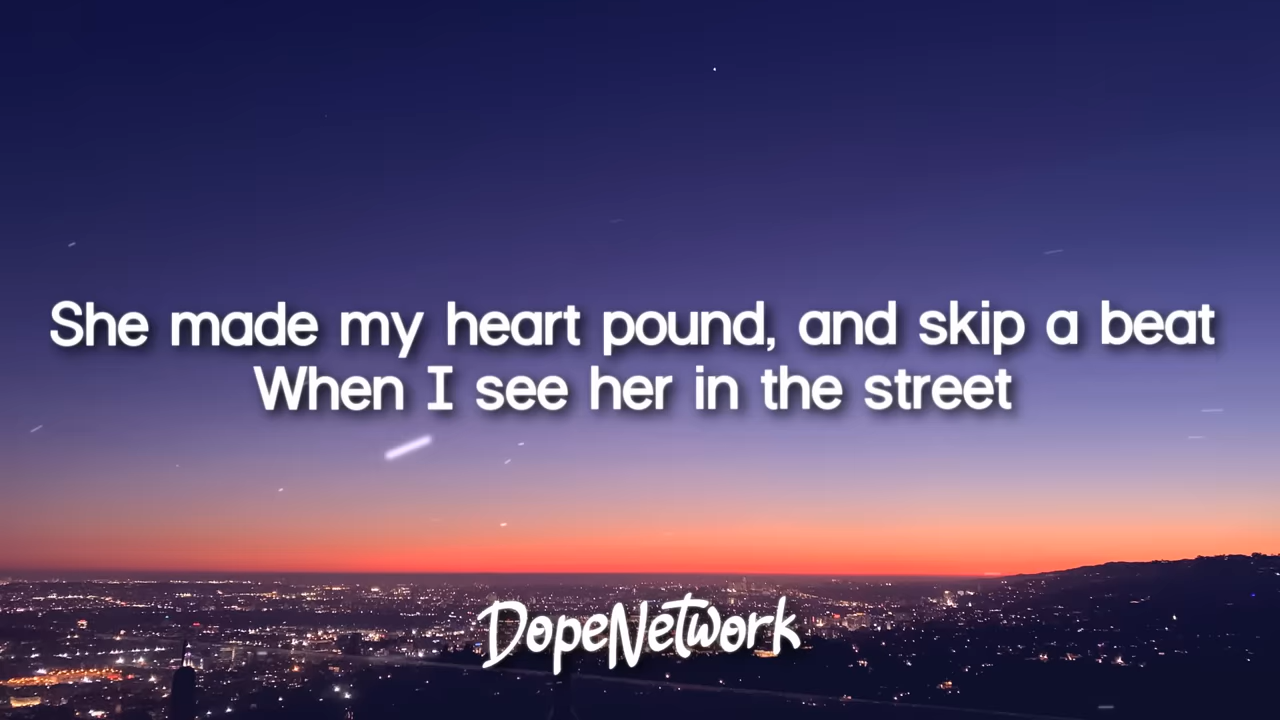 She made my heart pound, and skip a beat
When I see her in the street
DopeNetwork